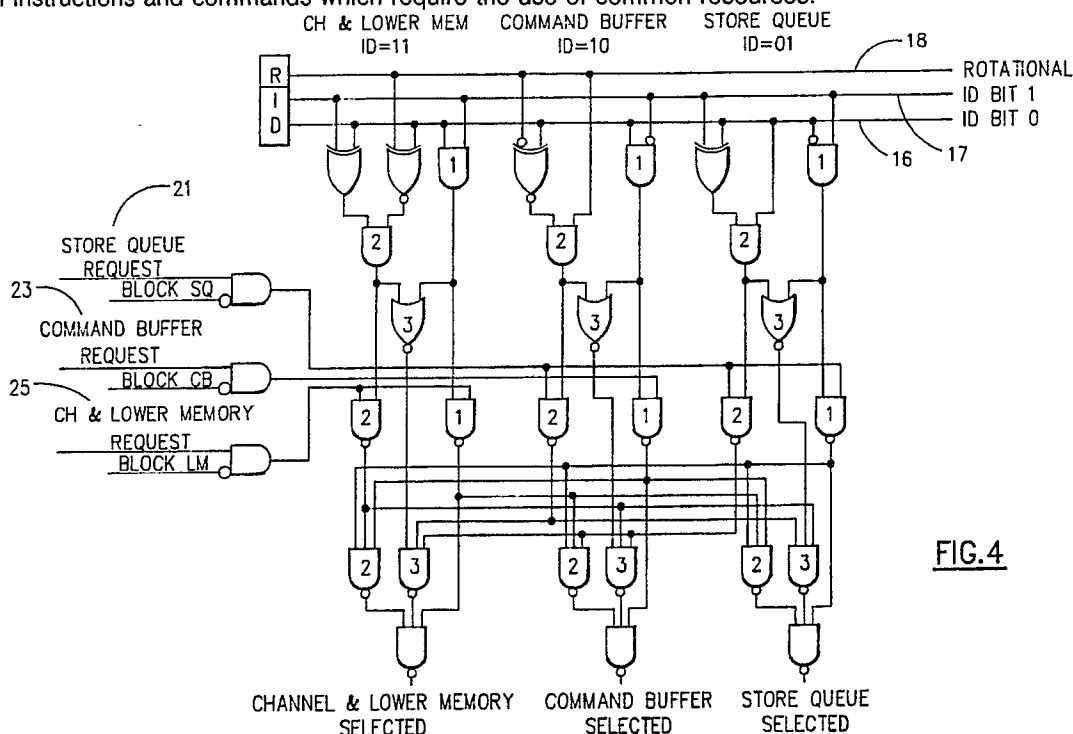 instructions and commands which require the use of common resources.
CH & LOWER MEM
ID=11
COMMAND BUFFER
ID=10
STORE QUEUE
ID=01
18
R
I
D
ROTATIONAL
ID BIT 1
ID BIT 0
16
17
1
1
1
21
STORE QUEUE
REQUEST
BLOCK SQ
2
2
2
23
COMMAND BUFFER
REQUEST
BLOCK CB
3
3
3
25
CH & LOWER MEMORY
REQUEST
BLOCK LM
2
1
2
1
2
1
2
3
2
3
2
3
FIG.4
CHANNEL & LOWER MEMORY
SELECTED
COMMAND BUFFER
SELECTED
STORE QUEUE
SELECTED